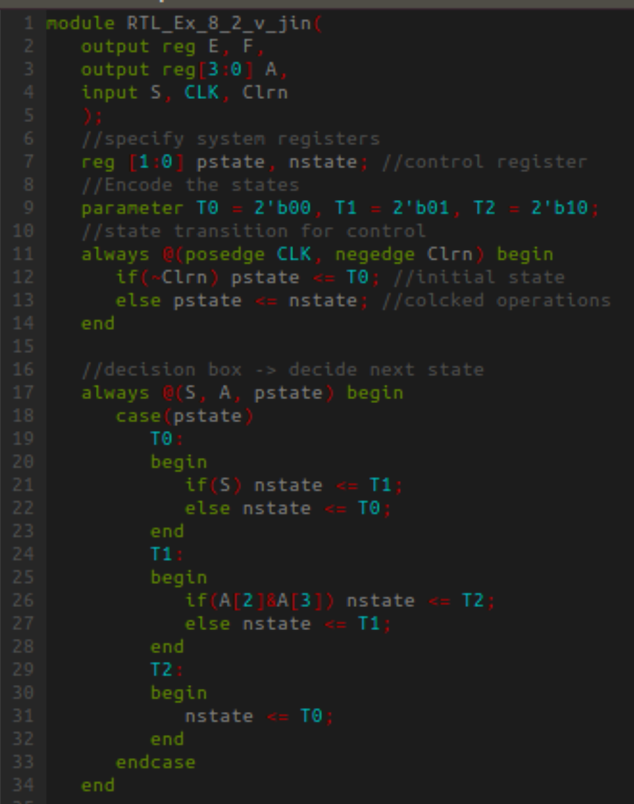 1 module RTL_Ex_8_2_v_jin(
2    output reg E, F,
3    output reg[3:0] A,
4    input S, CLK, Clrn
5    );
6    //specify system registers
7    reg [1:0] pstate, nstate; //control register
8    //Encode the states
9    parameter T0 = 2'b00, T1 = 2'b01, T2 = 2'b10;
10    //state transition for control
11    always @(posedge CLK, negedge Clrn) begin
12       if(~Clrn) pstate <= T0; //initial state
13       else pstate <= nstate; //colcked operations
14    end
15
16    //decision box -> decide next state
17    always @(S, A, pstate) begin
18       case(pstate)
19          T0:
20          begin
21             if(S) nstate <= T1;
22             else nstate <= T0;
23          end
24          T1:
25          begin
26             if(A[2]&A[3]) nstate <= T2;
27             else nstate <= T1;
28          end
29          T2:
30          begin
31             nstate <= T0;
32          end
33       endcase
34    end